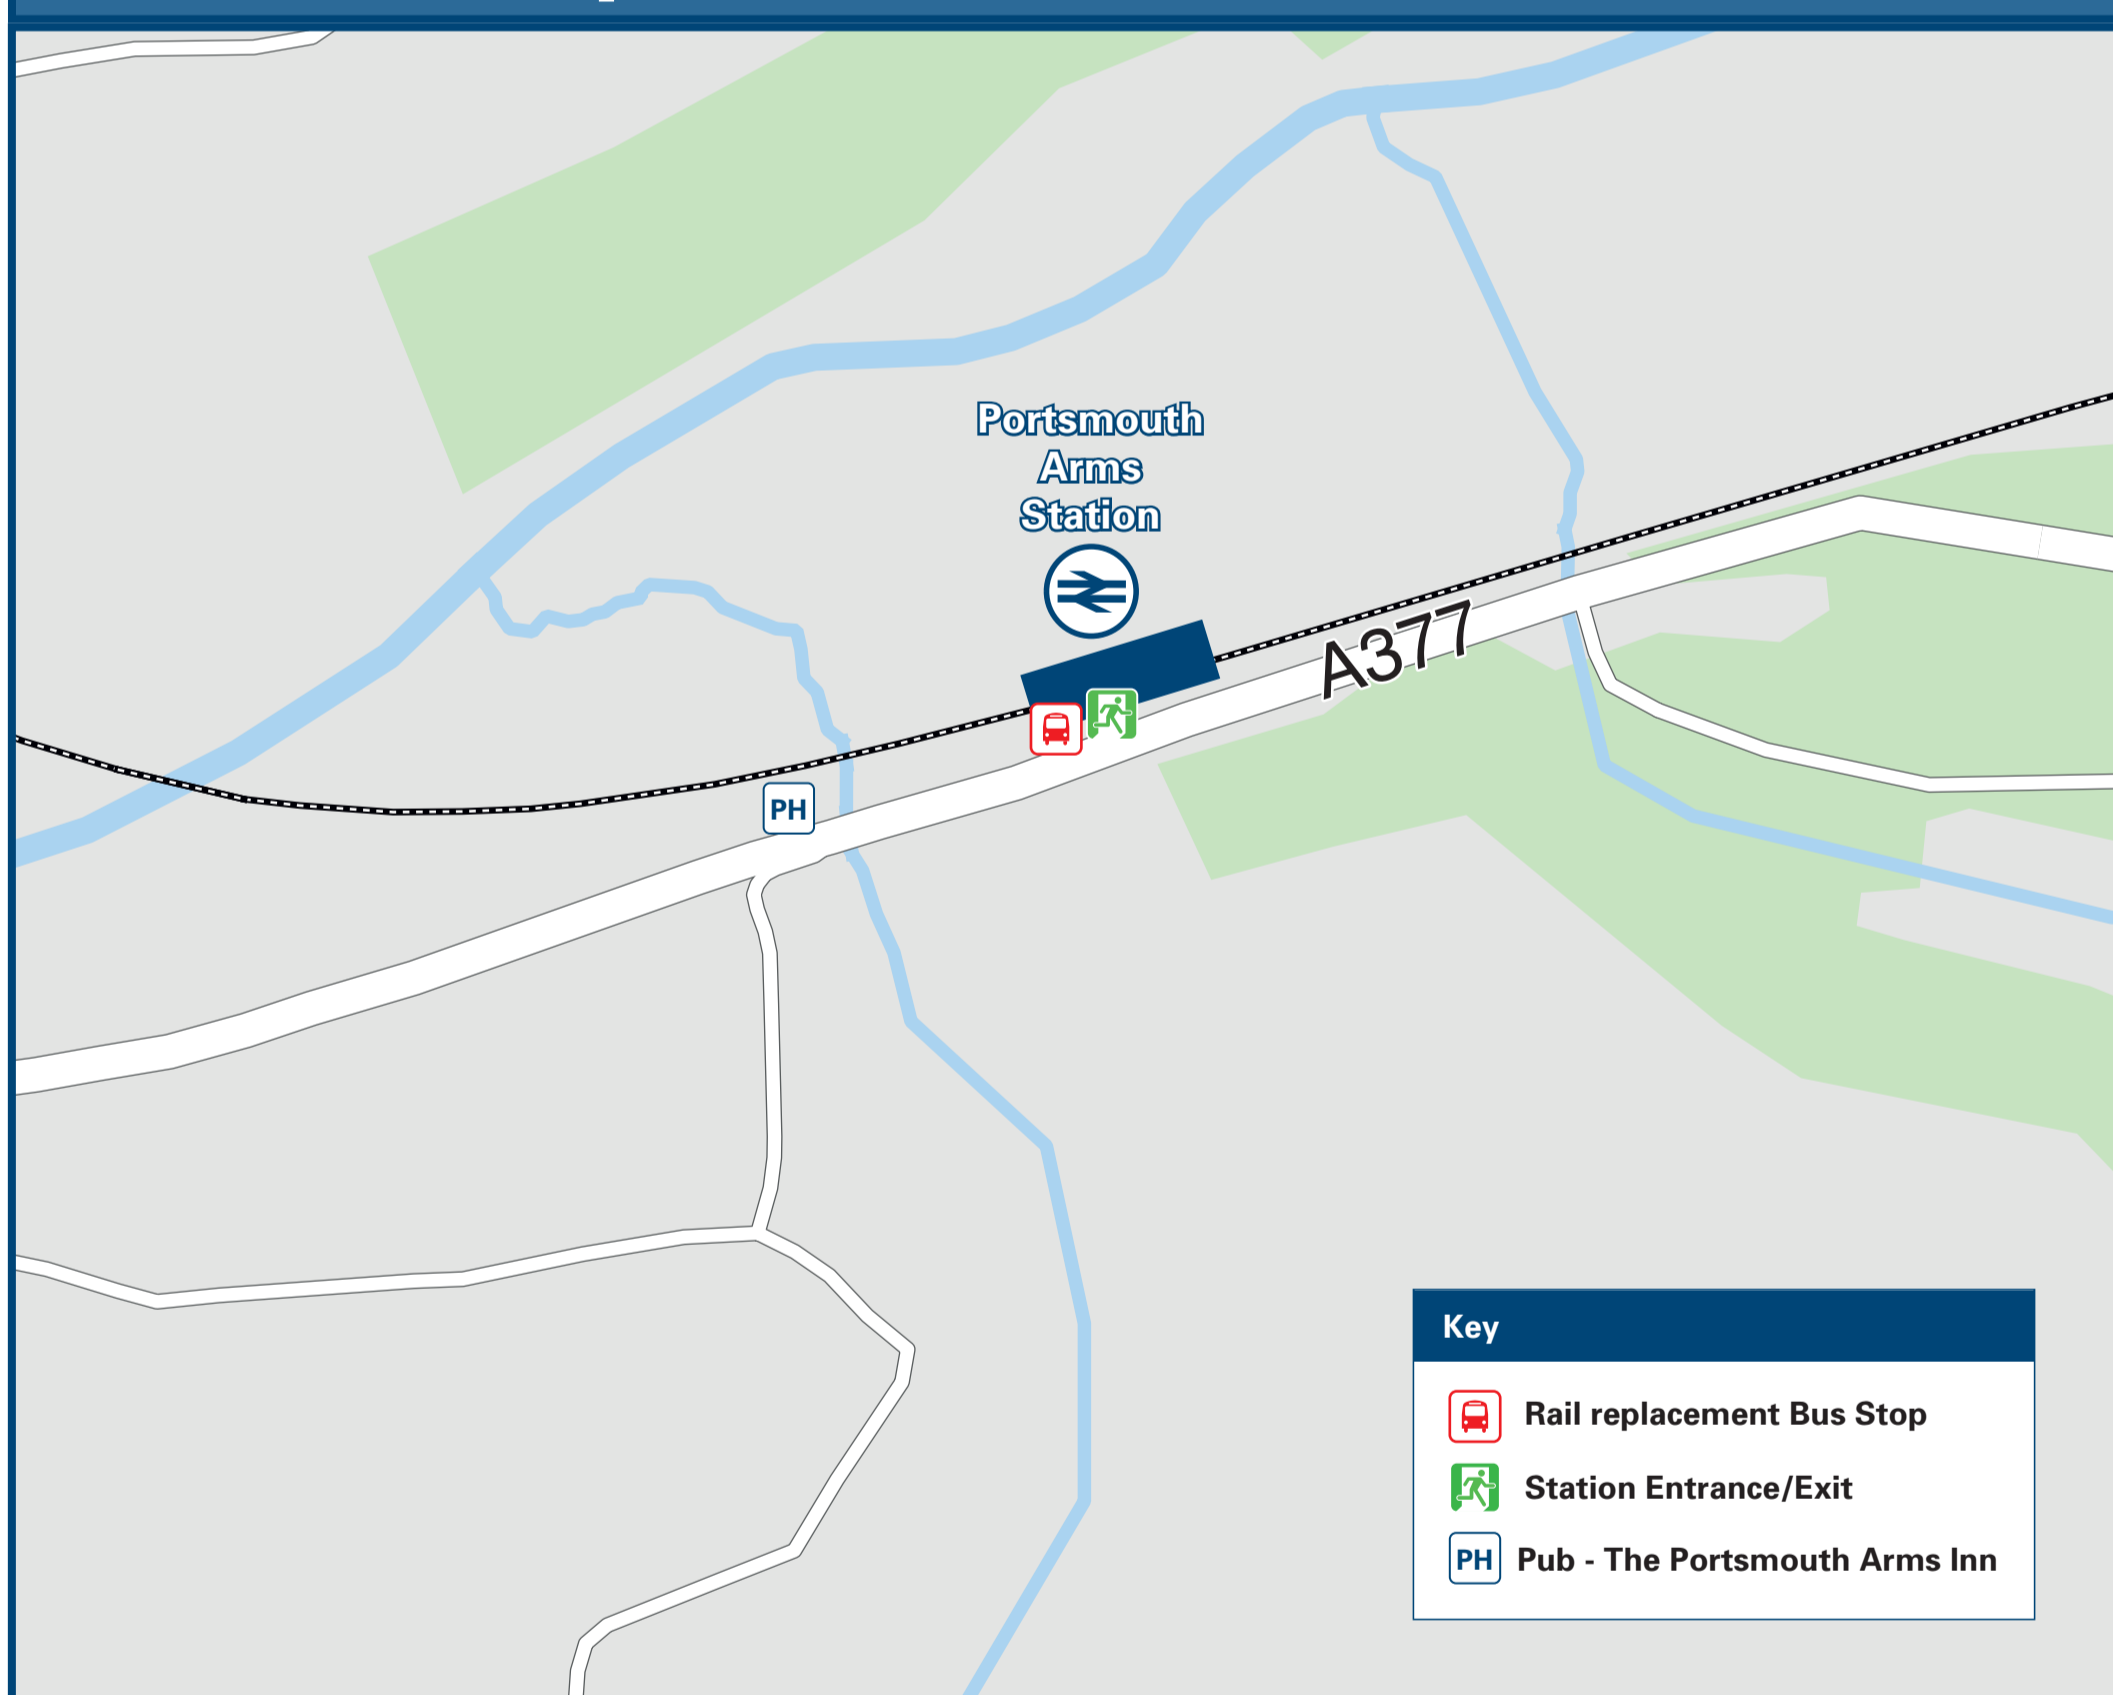 Portsmouth
Arms
Station
A377
PH
Key
Rail replacement Bus Stop
Station Entrance/Exit
PH Pub - The Portsmouth Arms Inn